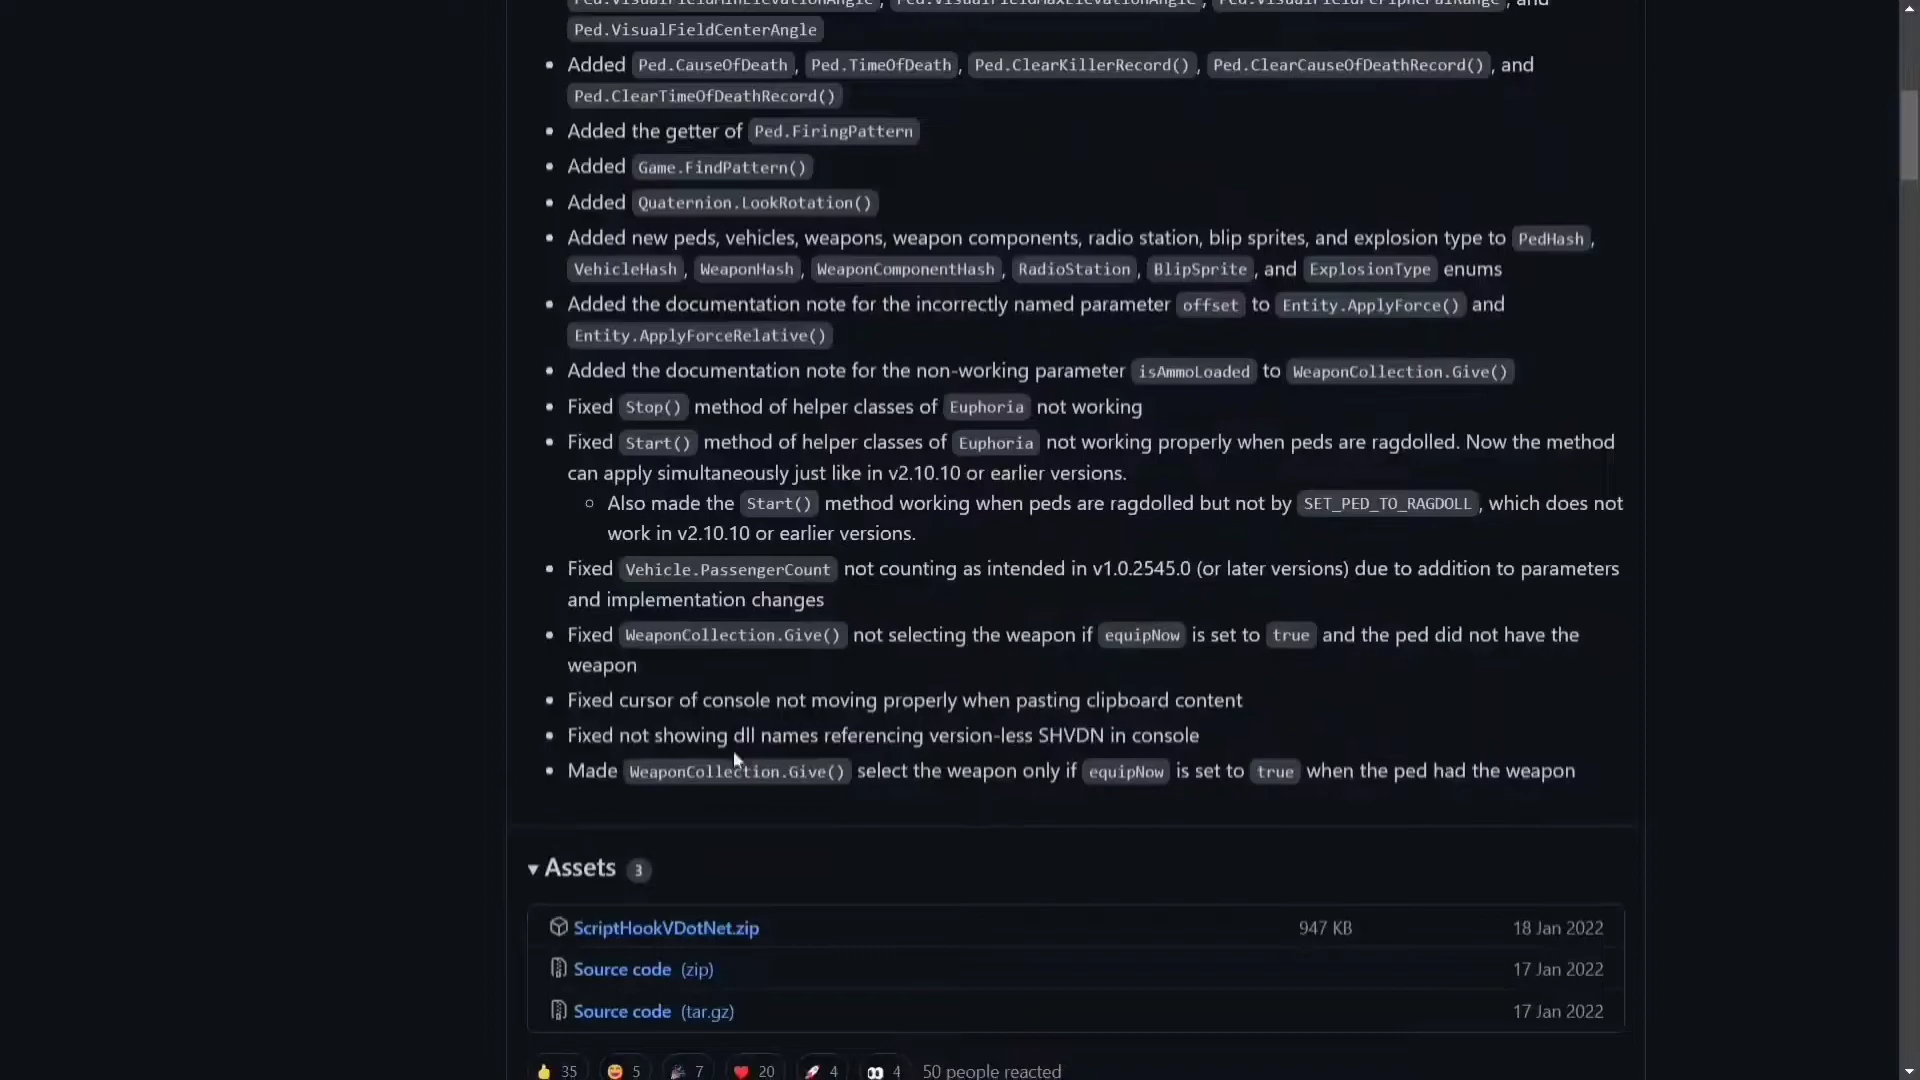 Ped.VisualFieldMinElevationAngle, Ped.VisualFieldMaxElevationAngle, Ped.VisualFieldPeripheralRange, and
Ped.VisualFieldCenterAngle
• Added Ped.CauseOfDeath, Ped.TimeOfDeath, Ped.ClearKillerRecord(), Ped.ClearCauseOfDeathRecord(), and
Ped.ClearTimeOfDeathRecord()
• Added the getter of Ped.FiringPattern
• Added Game.FindPattern()
• Added Quaternion.LookRotation()
• Added new peds, vehicles, weapons, weapon components, radio station, blip sprites, and explosion type to PedHash,
VehicleHash, WeaponHash, WeaponComponentHash, RadioStation, BlipSprite, and ExplosionType enums
• Added the documentation note for the incorrectly named parameter offset to Entity.ApplyForce() and
Entity.ApplyForceRelative()
• Added the documentation note for the non-working parameter isAmmoLoaded to WeaponCollection.Give()
• Fixed Stop() method of helper classes of Euphoria not working
• Fixed Start() method of helper classes of Euphoria not working properly when peds are ragdolled. Now the method
can apply simultaneously just like in v2.10.10 or earlier versions.
◦ Also made the Start() method working when peds are ragdolled but not by SET_PED_TO_RAGDOLL, which does not
work in v2.10.10 or earlier versions.
• Fixed Vehicle.PassengerCount not counting as intended in v1.0.2545.0 (or later versions) due to addition to parameters
and implementation changes
• Fixed WeaponCollection.Give() not selecting the weapon if equipNow is set to true and the ped did not have the
weapon
• Fixed cursor of console not moving properly when pasting clipboard content
• Fixed not showing dll names referencing version-less SHVDN in console
• Made WeaponCollection.Give() select the weapon only if equipNow is set to true when the ped had the weapon
▾ Assets 3
ScriptHookVDotNet.zip 947 KB 18 Jan 2022
Source code (zip) 17 Jan 2022
Source code (tar.gz) 17 Jan 2022
👍 35 😄 5 🎉 7 ❤️ 20 🚀 4 👀 4 50 people reacted